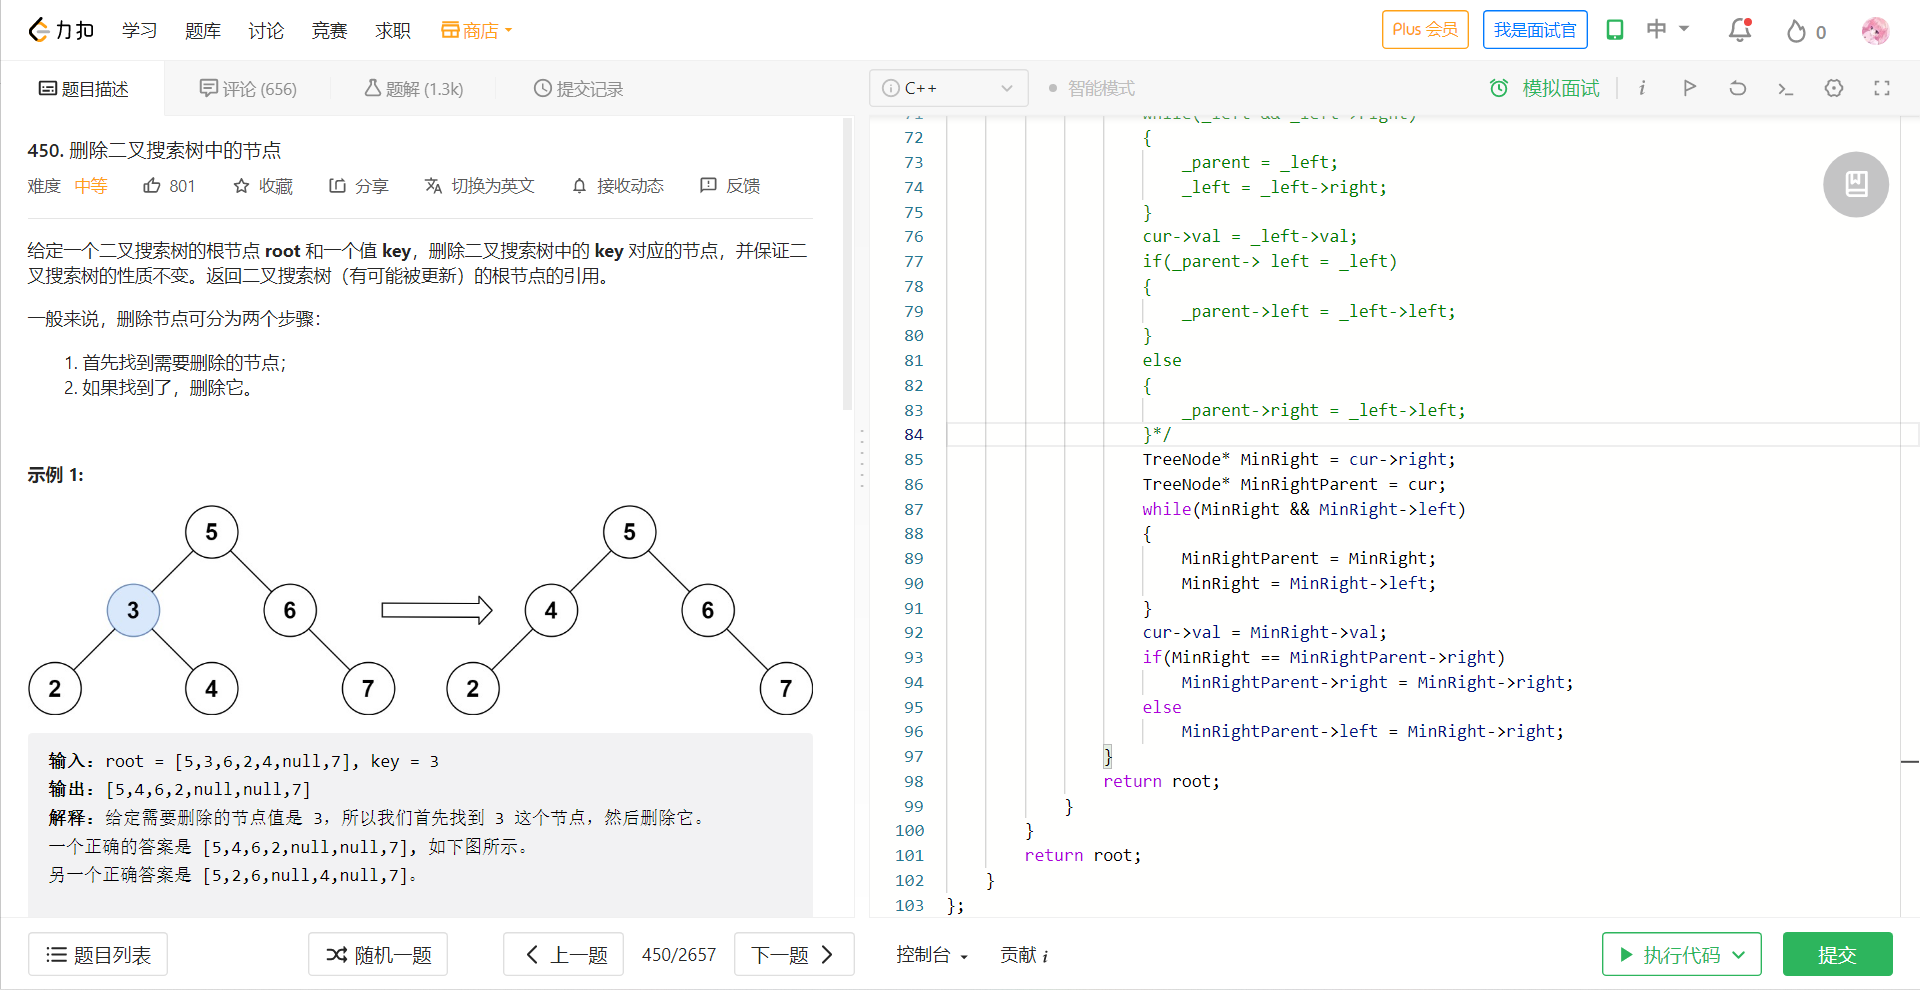 力扣 学习 题库 讨论 竞赛 求职 商店 Plus 会员 我是面试官 中 0
题目描述 评论 (656) 题解 (1.3k) 提交记录
450. 删除二叉搜索树中的节点
难度 中等 801 收藏 分享 切换为英文 接收动态 反馈
给定一个二叉搜索树的根节点 root 和一个值 key，删除二叉搜索树中的 key 对应的节点，并保证二
叉搜索树的性质不变。返回二叉搜索树（有可能被更新）的根节点的引用。
一般来说，删除节点可分为两个步骤：
1. 首先找到需要删除的节点；
2. 如果找到了，删除它。
示例 1:
5
3 6
2 4 7
5
4 6
2 7
输入：root = [5,3,6,2,4,null,7], key = 3
输出：[5,4,6,2,null,null,7]
解释：给定需要删除的节点值是 3，所以我们首先找到 3 这个节点，然后删除它。
一个正确的答案是 [5,4,6,2,null,null,7], 如下图所示。
另一个正确答案是 [5,2,6,null,4,null,7]。
题目列表 随机一题 上一题 450/2657 下一题
C++ 智能模式 模拟面试 i
71 while(_left && _left->right)
72 {
73 _parent = _left;
74 _left = _left->right;
75 }
76 cur->val = _left->val;
77 if(_parent-> left = _left)
78 {
79 _parent->left = _left->left;
80 }
81 else
82 {
83 _parent->right = _left->left;
84 }*/
85 TreeNode* MinRight = cur->right;
86 TreeNode* MinRightParent = cur;
87 while(MinRight && MinRight->left)
88 {
89 MinRightParent = MinRight;
90 MinRight = MinRight->left;
91 }
92 cur->val = MinRight->val;
93 if(MinRight == MinRightParent->right)
94 MinRightParent->right = MinRight->right;
95 else
96 MinRightParent->left = MinRight->right;
97 }
98 return root;
99 }
100 }
101 return root;
102 }
103 };
控制台 贡献 i 执行代码 提交